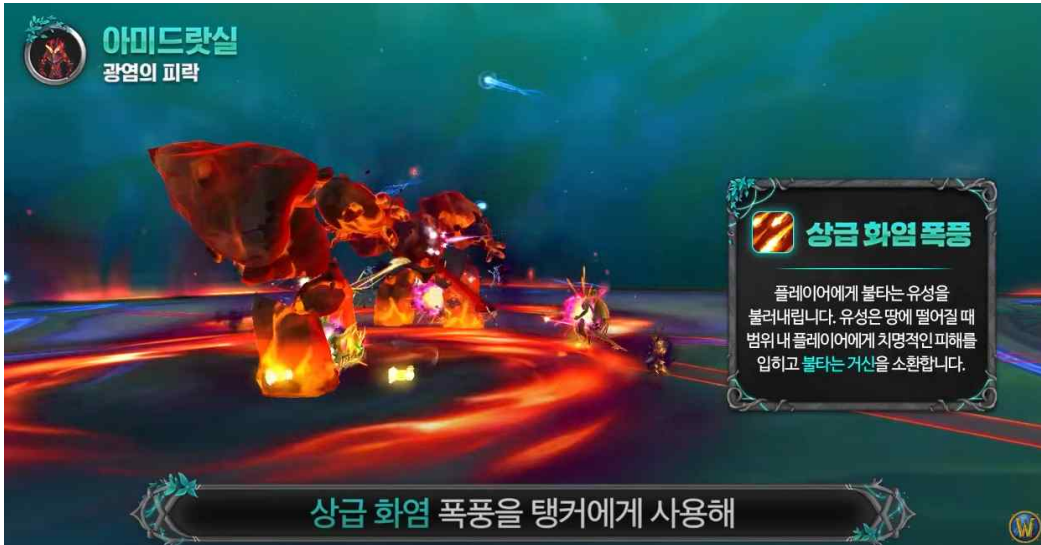 아미드랏실
광염의 피락
상급 화염 폭풍
플레이어에게 불타는 유성을
불러내립니다. 유성은 땅에 떨어질 때
범위 내 플레이어에게 치명적인 피해를
입히고 불타는 거신을 소환합니다.
상급 화염 폭풍을 탱커에게 사용해
W